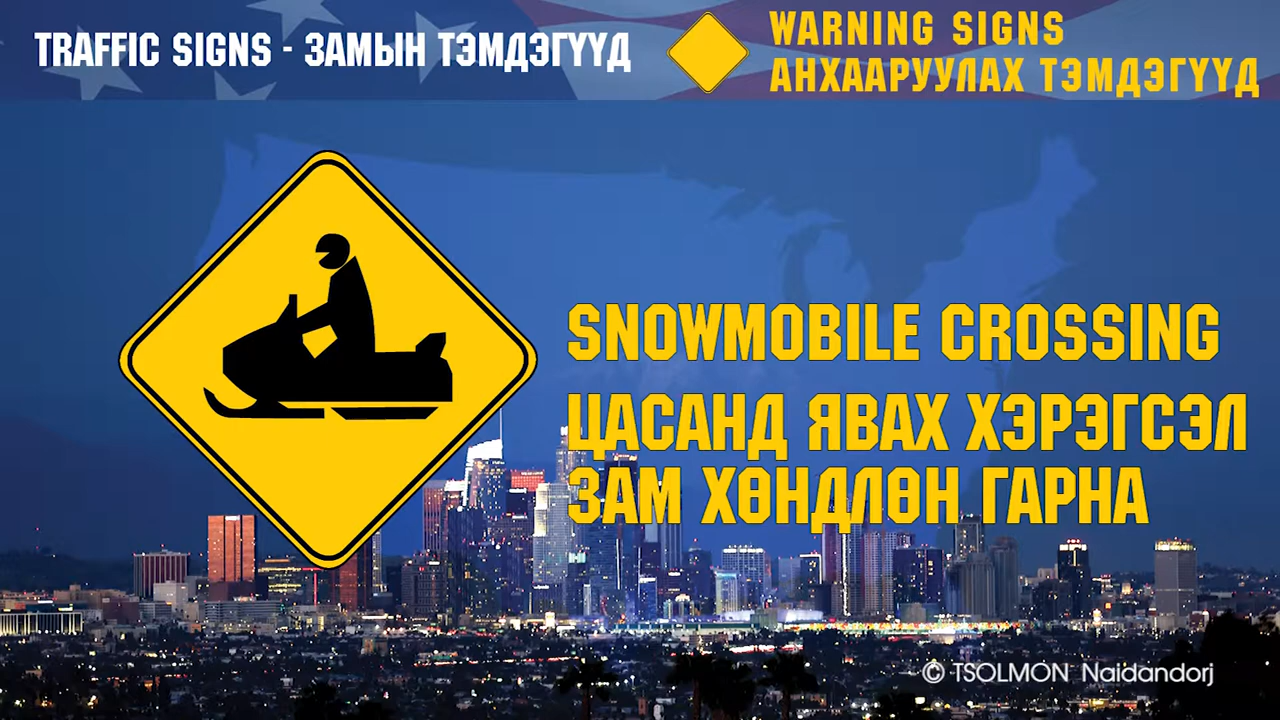 TRAFFIC SIGNS - ЗАМЫН ТЭМДЭГҮҮД
WARNING SIGNS
АНХААРУУЛАХ ТЭМДЭГҮҮД
SNOWMOBILE CROSSING
ЦАСАНД ЯВАХ ХЭРЭГСЭЛ
ЗАМ ХӨНДЛӨН ГАРНА
© TSOLMON Naidandorj